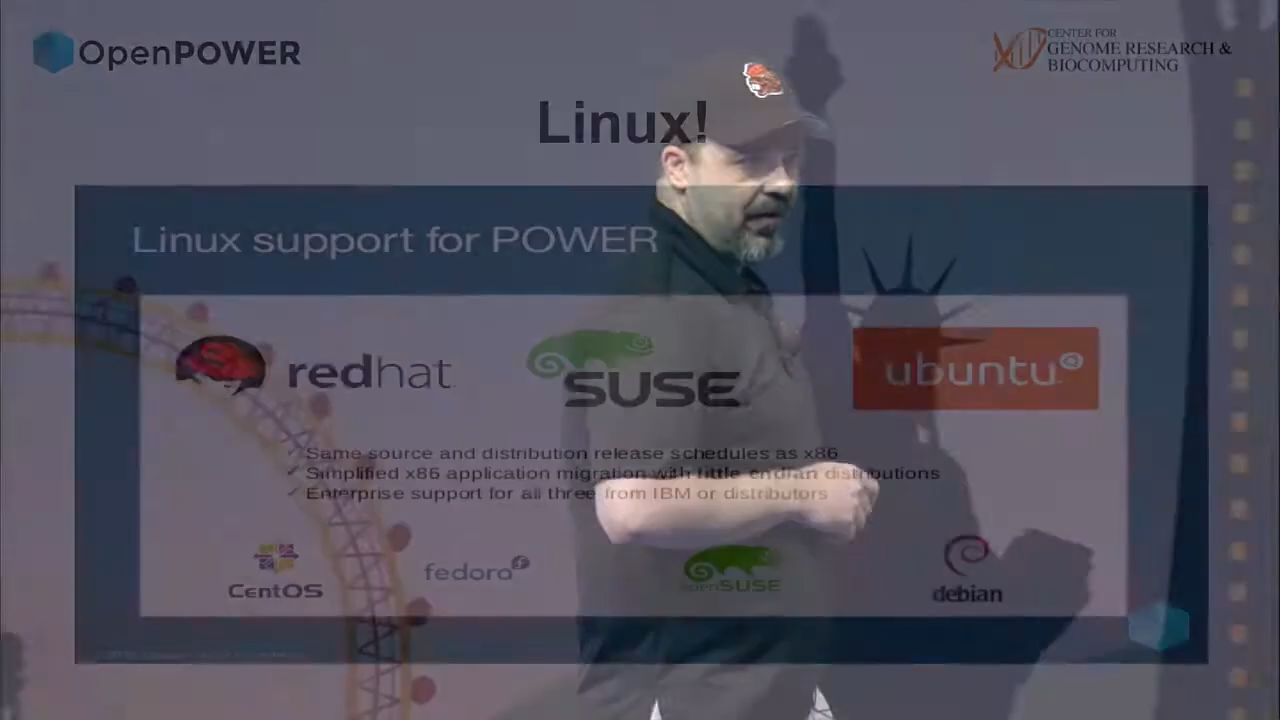 OpenPOWER
CENTER FOR
GENOME RESEARCH &
BIOCOMPUTING
Linux!
Linux support for POWER
redhat
SUSE
ubuntu
Same source and distribution release schedules as x86
Simplified x86 application migration with little endian distributions
Enterprise support for all three from IBM or distributors
CentOS
fedora
openSUSE
debian